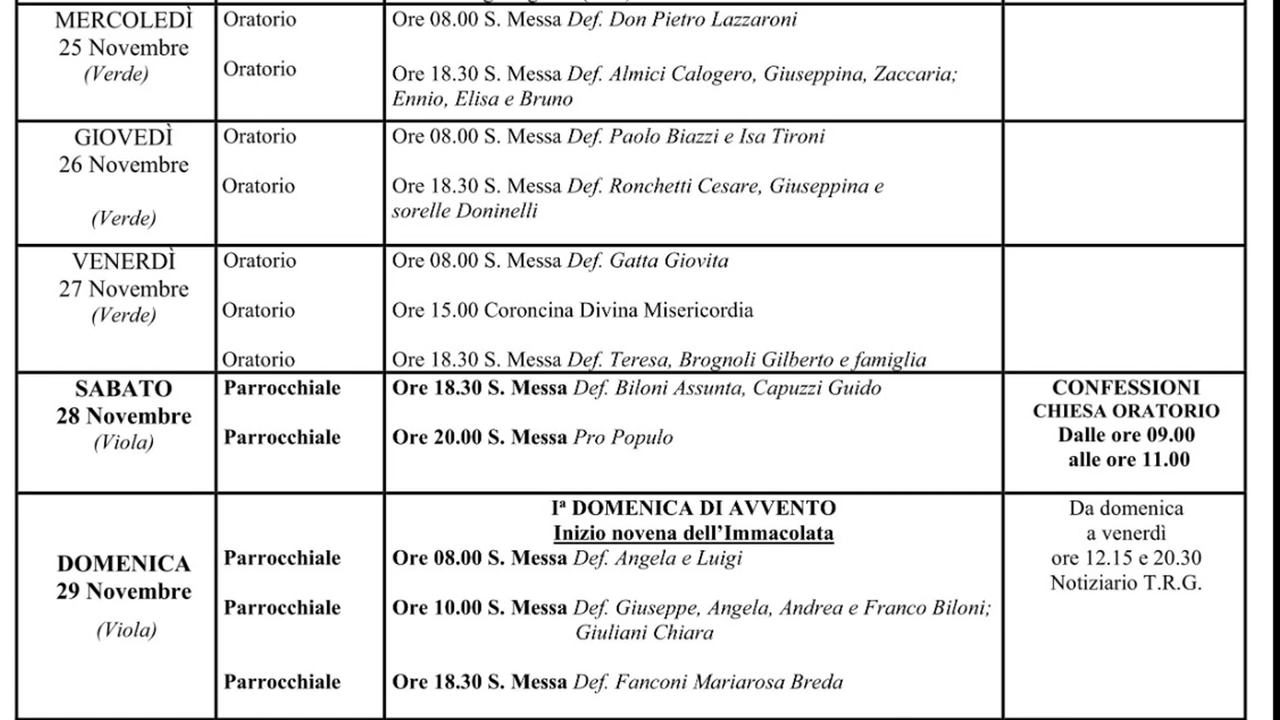 MERCOLEDÌ
25 Novembre
(Verde)
Oratorio
Oratorio
Ore 08.00 S. Messa Def. Don Pietro Lazzaroni
Ore 18.30 S. Messa Def. Almici Calogero, Giuseppina, Zaccaria;
Ennio, Elisa e Bruno
GIOVEDÌ
26 Novembre
(Verde)
Oratorio
Oratorio
Ore 08.00 S. Messa Def. Paolo Biazzi e Isa Tironi
Ore 18.30 S. Messa Def. Ronchetti Cesare, Giuseppina e
sorelle Doninelli
VENERDÌ
27 Novembre
(Verde)
Oratorio
Oratorio
Oratorio
Ore 08.00 S. Messa Def. Gatta Giovita
Ore 15.00 Coroncina Divina Misericordia
Ore 18.30 S. Messa Def. Teresa, Brognoli Gilberto e famiglia
SABATO
28 Novembre
(Viola)
Parrocchiale
Parrocchiale
Ore 18.30 S. Messa Def. Biloni Assunta, Capuzzi Guido
Ore 20.00 S. Messa Pro Populo
CONFESSIONI
CHIESA ORATORIO
Dalle ore 09.00
alle ore 11.00
DOMENICA
29 Novembre
(Viola)
Parrocchiale
Parrocchiale
Parrocchiale
Iª DOMENICA DI AVVENTO
Inizio novena dell’Immacolata
Ore 08.00 S. Messa Def. Angela e Luigi
Ore 10.00 S. Messa Def. Giuseppe, Angela, Andrea e Franco Biloni;
Giuliani Chiara
Ore 18.30 S. Messa Def. Fanconi Mariarosa Breda
Da domenica
a venerdì
ore 12.15 e 20.30
Notiziario T.R.G.